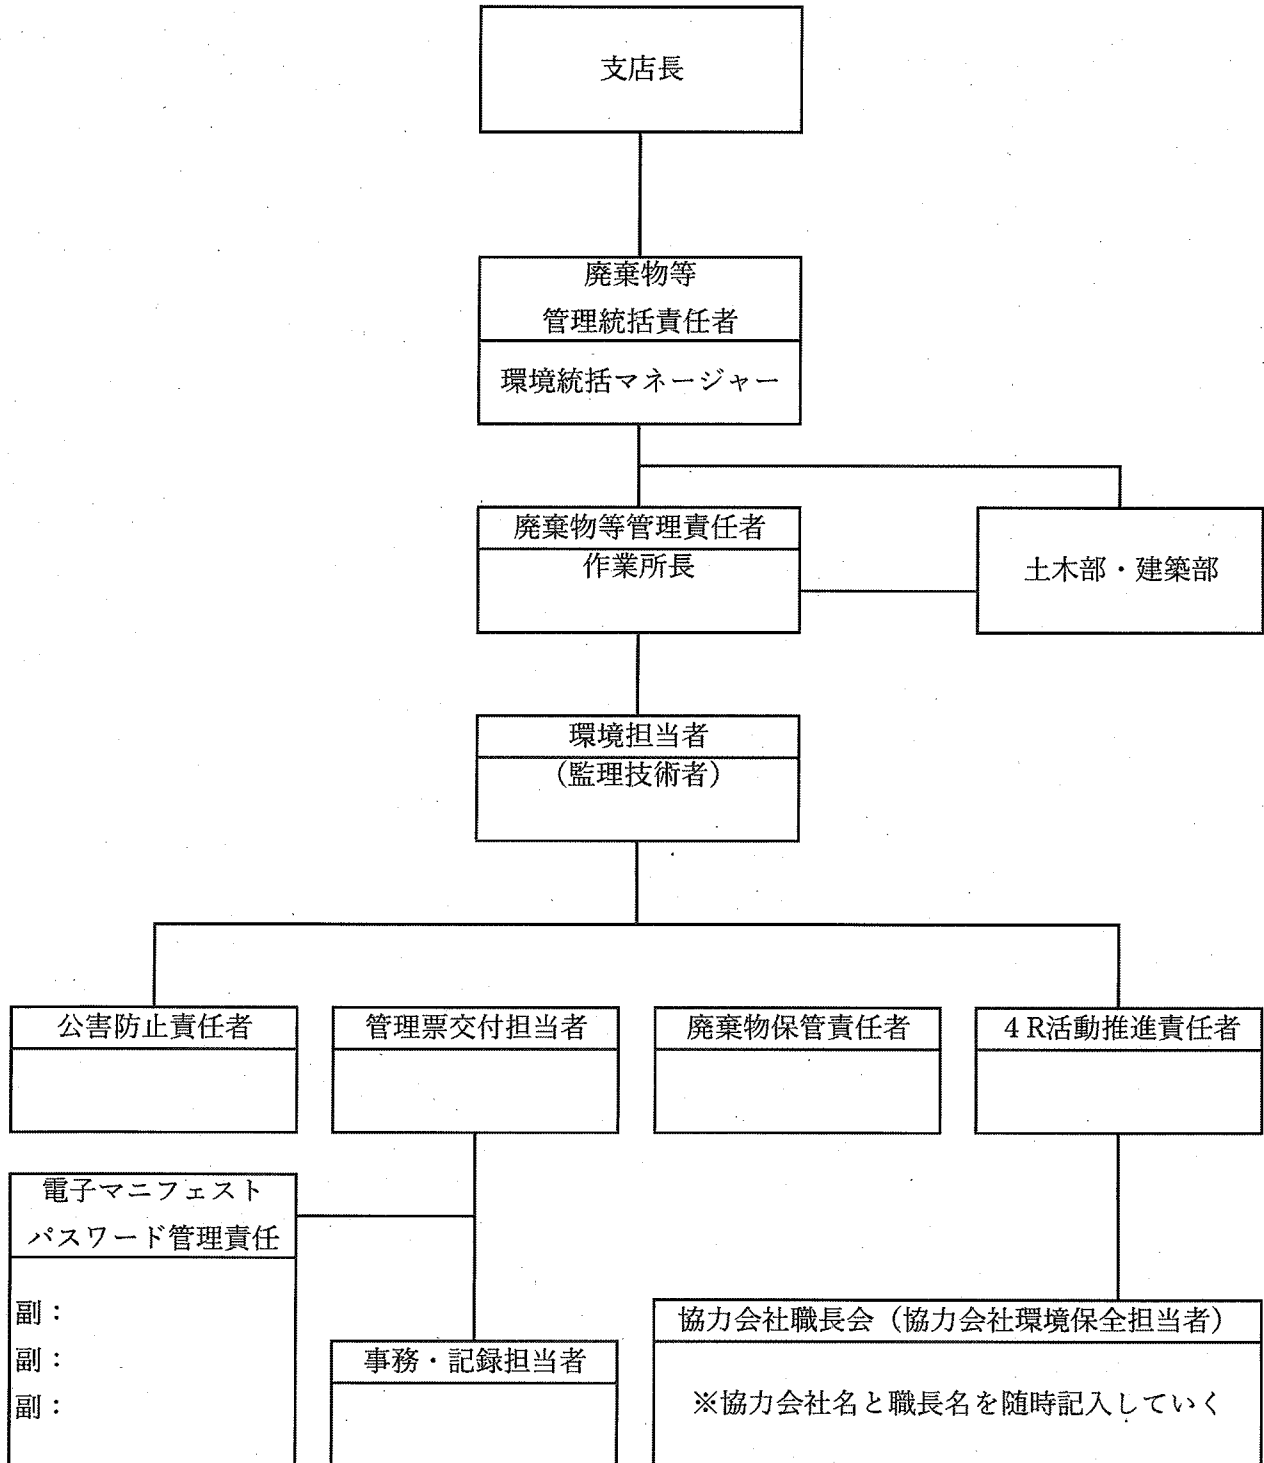 支店長
廃棄物等
管理統括責任者
環境統括マネージャー
廃棄物等管理責任者
作業所長
土木部・建築部
環境担当者
（監理技術者）
公害防止責任者
管理票交付担当者
廃棄物保管責任者
４R活動推進責任者
電子マニフェスト
パスワード管理責任
副：
副：
副：
事務・記録担当者
協力会社職長会（協力会社環境保全担当者）
※協力会社名と職長名を随時記入していく